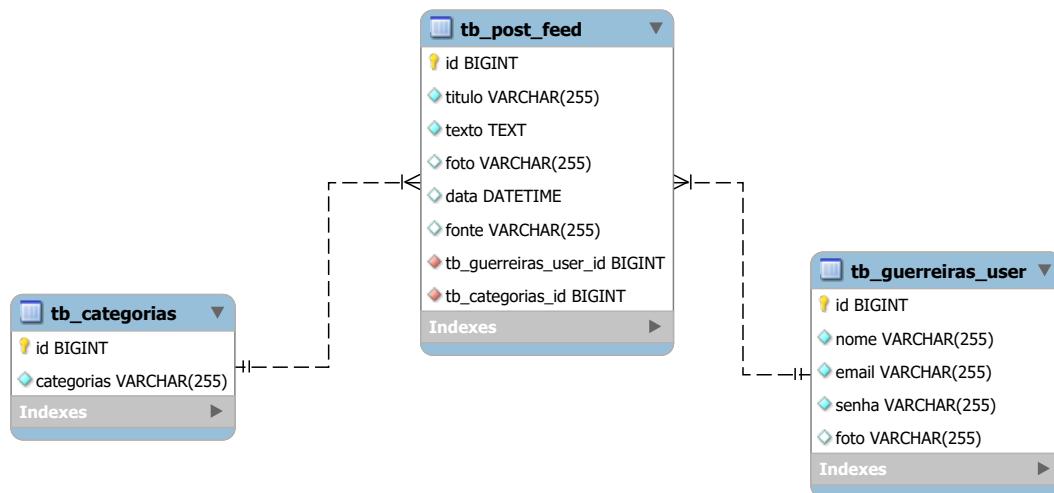 tb_post_feed
id BIGINT
titulo VARCHAR(255)
texto TEXT
foto VARCHAR(255)
data DATETIME
fonte VARCHAR(255)
tb_guerreiras_user_id BIGINT
tb_categorias_id BIGINT
Indexes
tb_categorias
id BIGINT
categorias VARCHAR(255)
Indexes
tb_guerreiras_user
id BIGINT
nome VARCHAR(255)
email VARCHAR(255)
senha VARCHAR(255)
foto VARCHAR(255)
Indexes